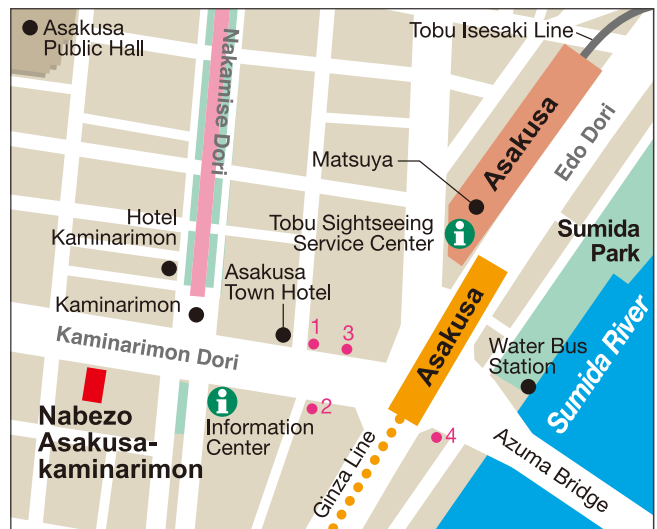 Asakusa
Public Hall
Tobu Isesaki Line
Nakamise Dori
Asakusa
Edo Dori
Matsuya
Hotel
Kaminarimon
Tobu Sightseeing
Service Center
Sumida
Park
Asakusa
Town Hotel
Kaminarimon
Asakusa
Kaminarimon Dori
1
3
Water Bus
Station
Sumida River
Nabezo
Asakusa-
kaminarimon
Information
Center
2
4
Ginza Line
Azuma Bridge